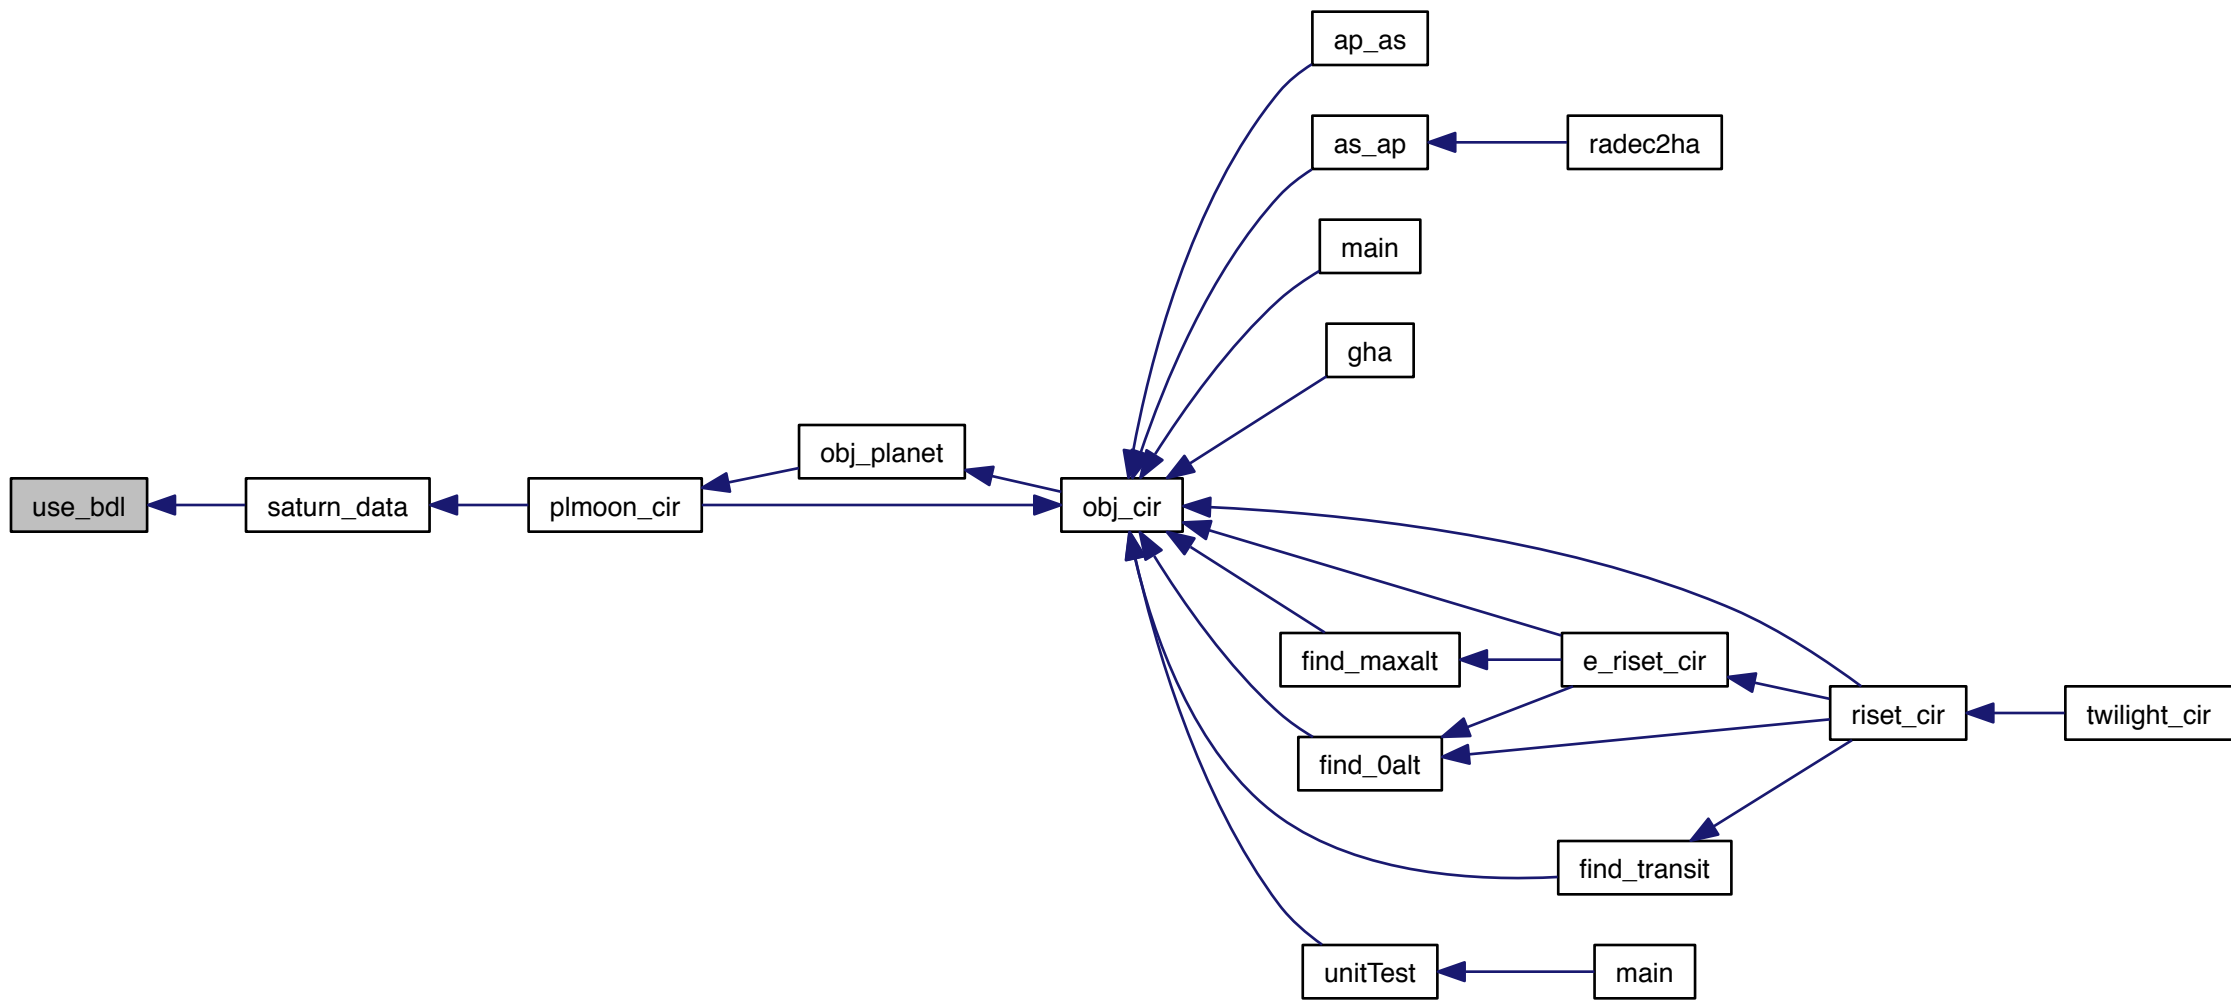 ap_as
as_ap
radec2ha
main
gha
obj_planet
use_bdl
saturn_data
plmoon_cir
obj_cir
find_maxalt
e_riset_cir
riset_cir
twilight_cir
find_0alt
find_transit
unitTest
main